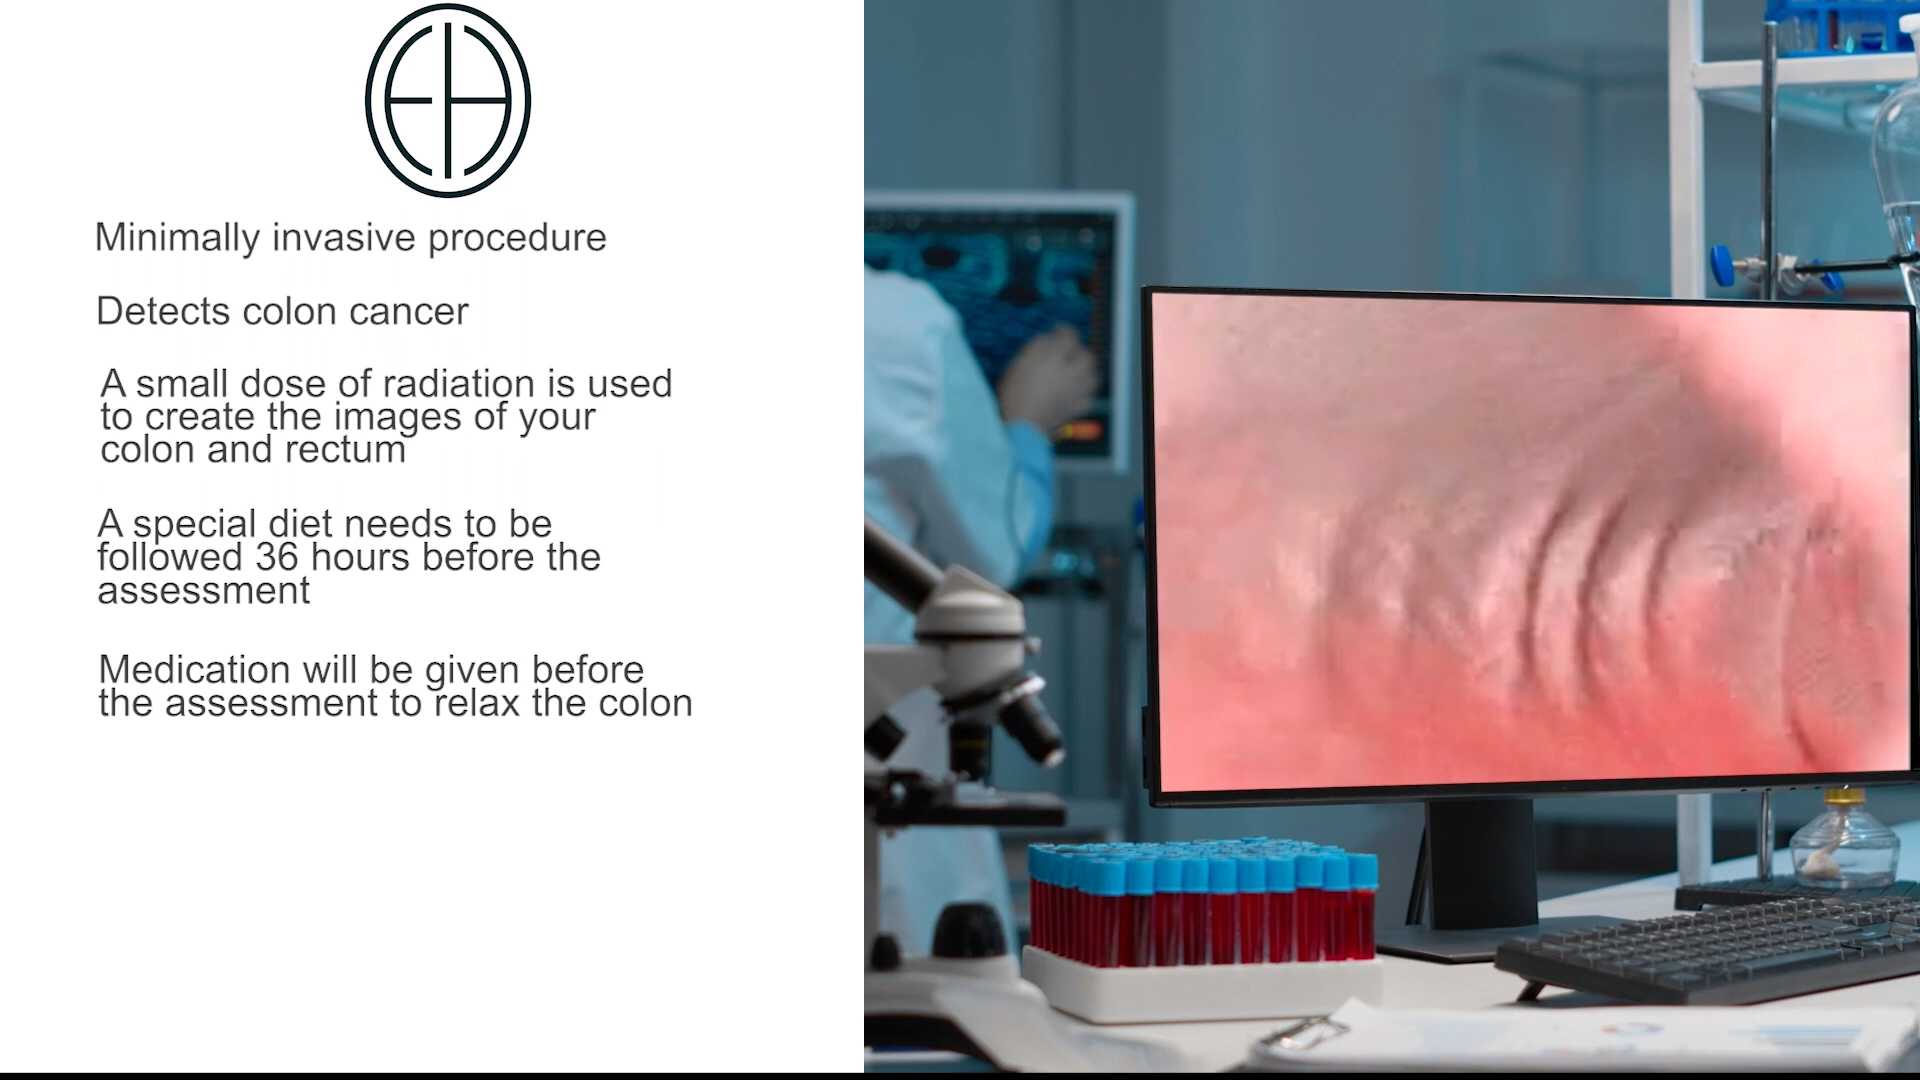 Minimally invasive procedure
Detects colon cancer
A small dose of radiation is used
to create the images of your
colon and rectum
A special diet needs to be
followed 36 hours before the
assessment
Medication will be given before
the assessment to relax the colon